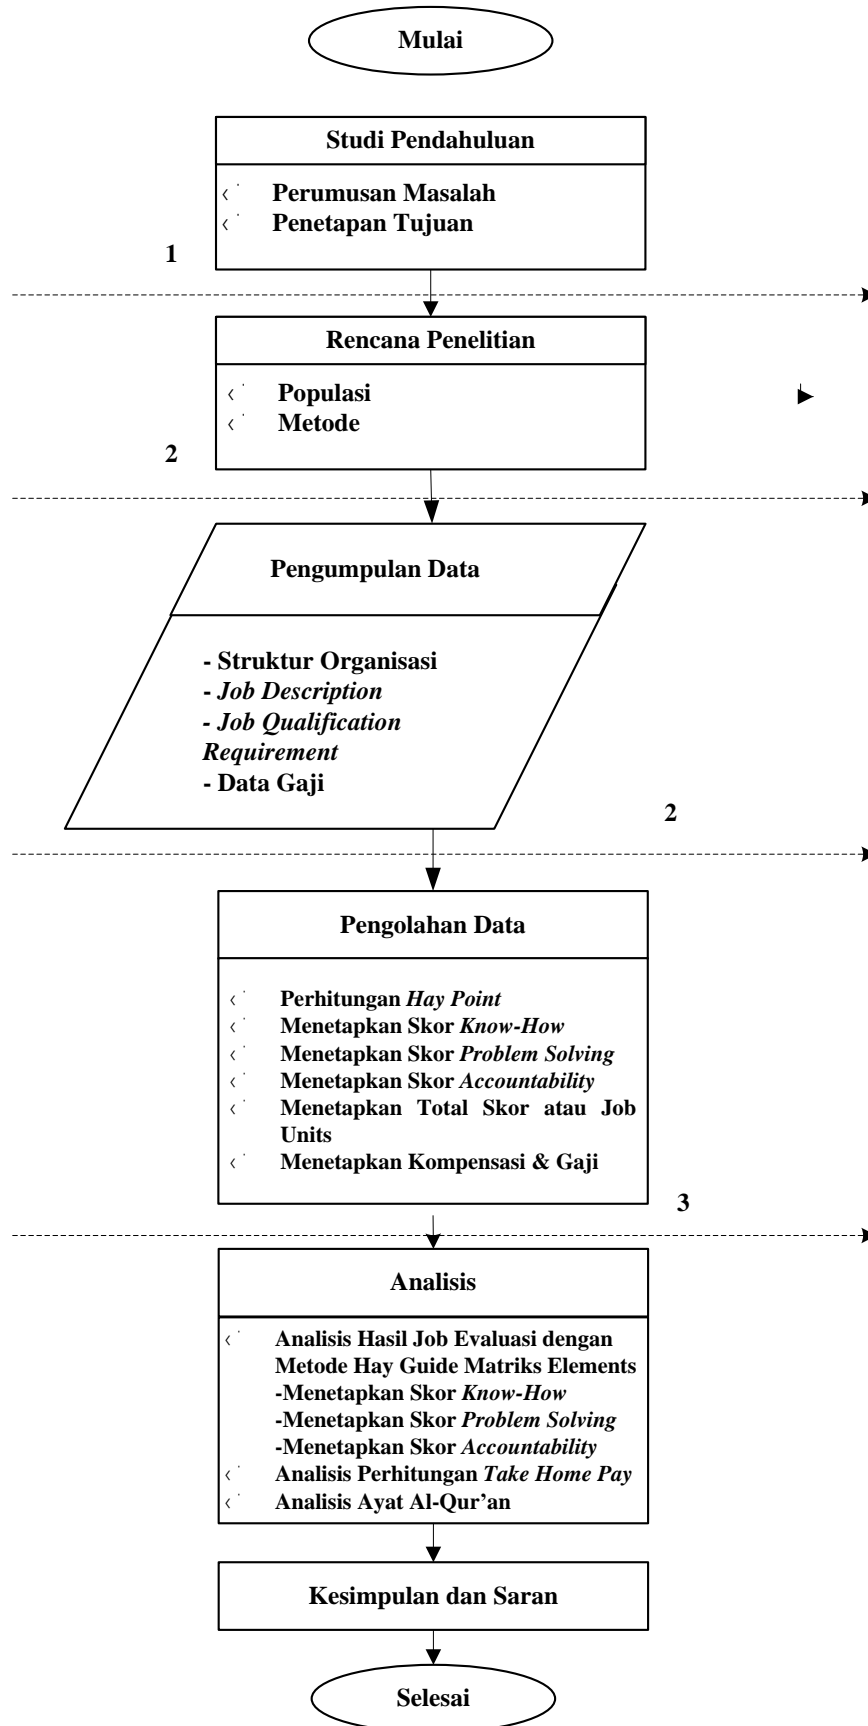 Mulai
Studi Pendahuluan
Perumusan Masalah
Penetapan Tujuan
1
Rencana Penelitian
Populasi
Metode
2
Pengumpulan Data
- Struktur Organisasi
- Job Description
- Job Qualification
Requirement
- Data Gaji
2
Pengolahan Data
Perhitungan Hay Point
Menetapkan Skor Know-How
Menetapkan Skor Problem Solving
Menetapkan Skor Accountability
Menetapkan Total Skor atau Job
Units
Menetapkan Kompensasi & Gaji
3
Analisis
Analisis Hasil Job Evaluasi dengan
Metode Hay Guide Matriks Elements
-Menetapkan Skor Know-How
-Menetapkan Skor Problem Solving
-Menetapkan Skor Accountability
Analisis Perhitungan Take Home Pay
Analisis Ayat Al-Qur’an
Kesimpulan dan Saran
Selesai